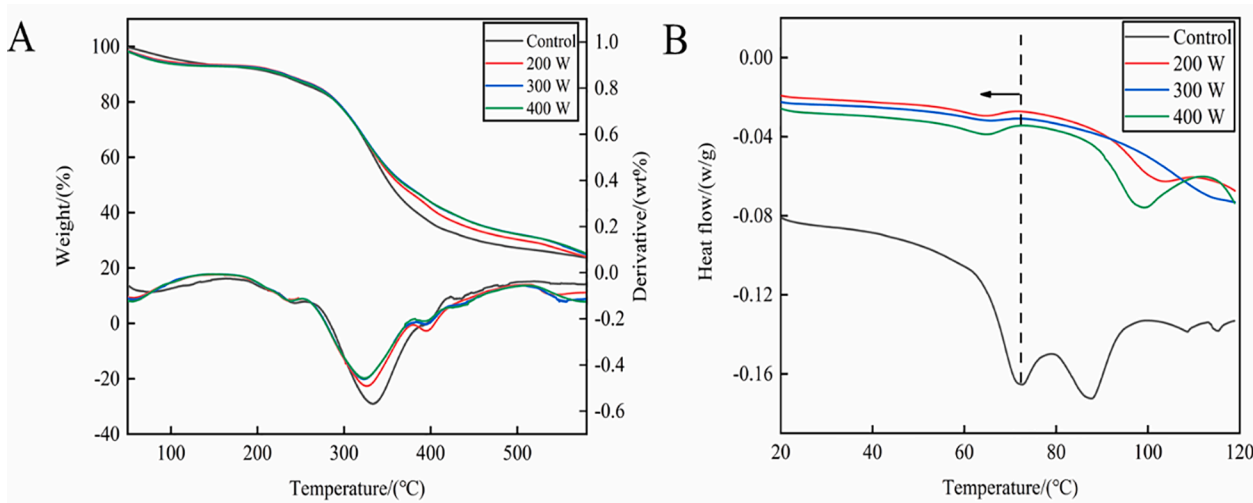 A
Control
200 W
300 W
400 W
100
80
60
40
20
0
-20
-40
Weight/(%)
1.0
0.8
0.6
0.4
0.2
0.0
-0.2
-0.4
-0.6
Derivative/(wt%)
100
200
300
400
500
Temperature/(℃)
B
Control
200 W
300 W
400 W
0.00
-0.04
-0.08
-0.12
-0.16
Heat flow/(w/g)
20
40
60
80
100
120
Temperature/(℃)